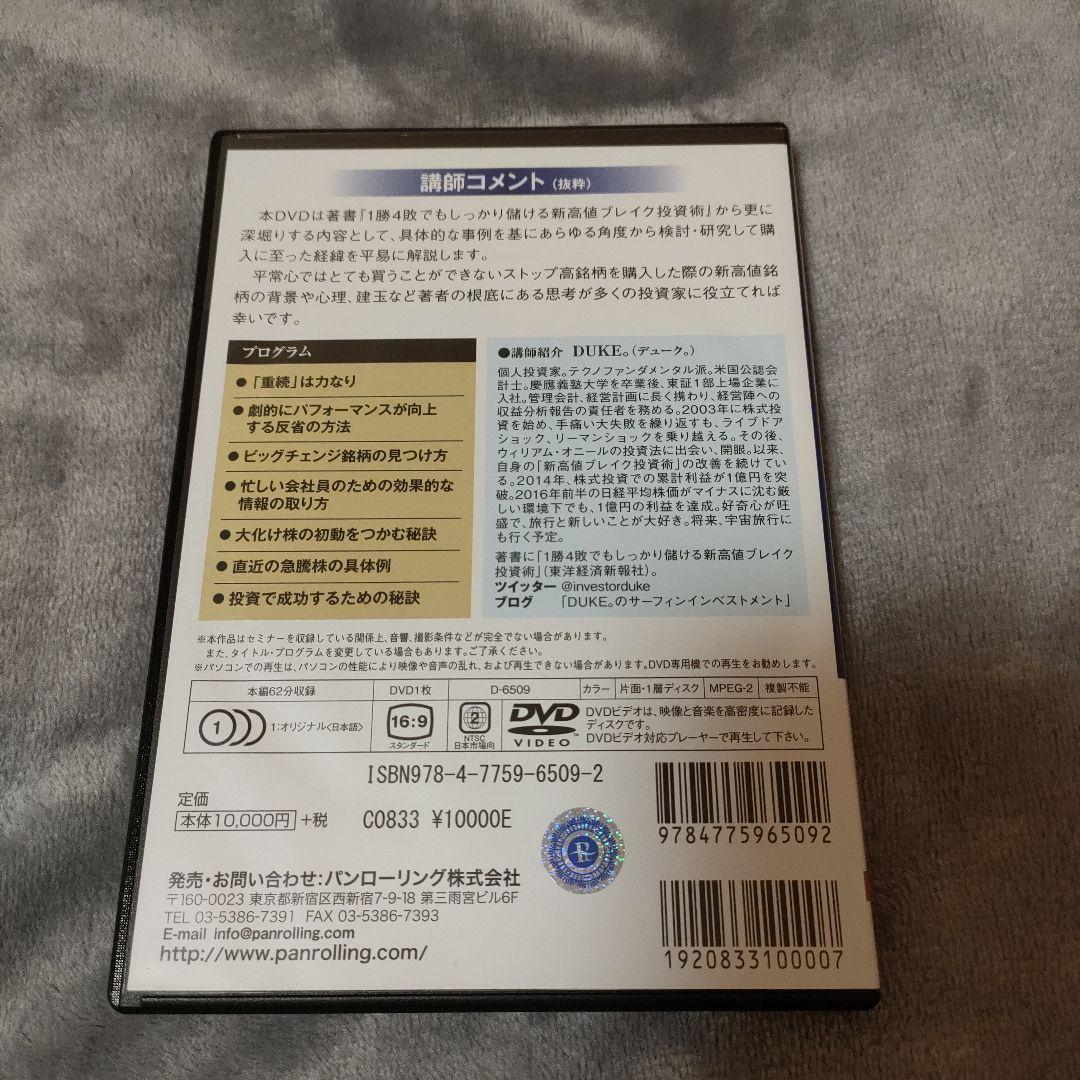 講師コメント(抜粋)
本DVDは著書『1勝4敗でもしっかり儲ける新高値ブレイク投資術』から更に
深堀りする内容として、具体的な事例を基にあらゆる角度から検討・研究して購
入に至った経緯を平易に解説します。
平常心ではとても買うことができないストップ高銘柄を購入した際の新高値銘
柄の背景や心理、建玉など著者の根底にある思考が多くの投資家に役立てれば
幸いです。
プログラム
●「重続」は力なり
●劇的にパフォーマンスが向上
する反省の方法
●ビッグチェンジ銘柄の見つけ方
●忙しい会社員のための効果的な
情報の取り方
●大化け株の初動をつかむ秘訣
●直近の急騰株の具体例
●投資で成功するための秘訣
●講師紹介 DUKE。(デューク。)
個人投資家。テクノファンダメンタル派。米国公認会
計士。慶應義塾大学を卒業後、東証1部上場企業に
入社。管理会計、経営計画に長く携わり、経営陣への
収益分析報告の責任者を務める。2003年に株式投
資を始め、手痛い大失敗を繰り返すも、ライブドア
ショック、リーマンショックを乗り越える。その後、
ウィリアム・オニールの投資法に出会い、開眼。以来、
自身の「新高値ブレイク投資術」の改善を続けてい
る。2014年、株式投資での累計利益が1億円を突
破。2016年前半の日経平均株価がマイナスに沈む厳
しい環境下でも、1億円の利益を達成。好奇心が旺
盛で、旅行と新しいことが大好き。将来、宇宙旅行に
も行く予定。
著書に「1勝4敗でもしっかり儲ける新高値ブレイク
投資術」(東洋経済新報社)。
ツイッター @investorduke
ブログ 「DUKE。のサーフィンインベストメント」
※本作品はセミナーを収録している関係上、音響、撮影条件などが完全でない場合があります。
また、タイトル・プログラムを変更している場合もあります。ご了承ください。
※パソコンでの再生は、パソコンの性能により映像や音声の乱れ、および再生できない場合があります。DVD専用機での再生をお勧めします。
本編62分収録 DVD1枚 D-6509 カラー 片面・1層ディスク MPEG-2 複製不能
1 1:オリジナル<日本語>
16:9
スタンダード
2
NTSC
日本市場向
DVD
VIDEO
DVDビデオは、映像と音楽を高密度に記録した
ディスクです。
DVDビデオ対応プレーヤーで再生して下さい。
ISBN978-4-7759-6509-2
定価
本体10,000円 +税
C0833 ¥10000E
9784775965092
発売・お問い合わせ:パンローリング株式会社
〒160-0023 東京都新宿区西新宿7-9-18 第三雨宮ビル6F
TEL 03-5386-7391 FAX 03-5386-7393
E-mail info@panrolling.com
http://www.panrolling.com/
1920833100007